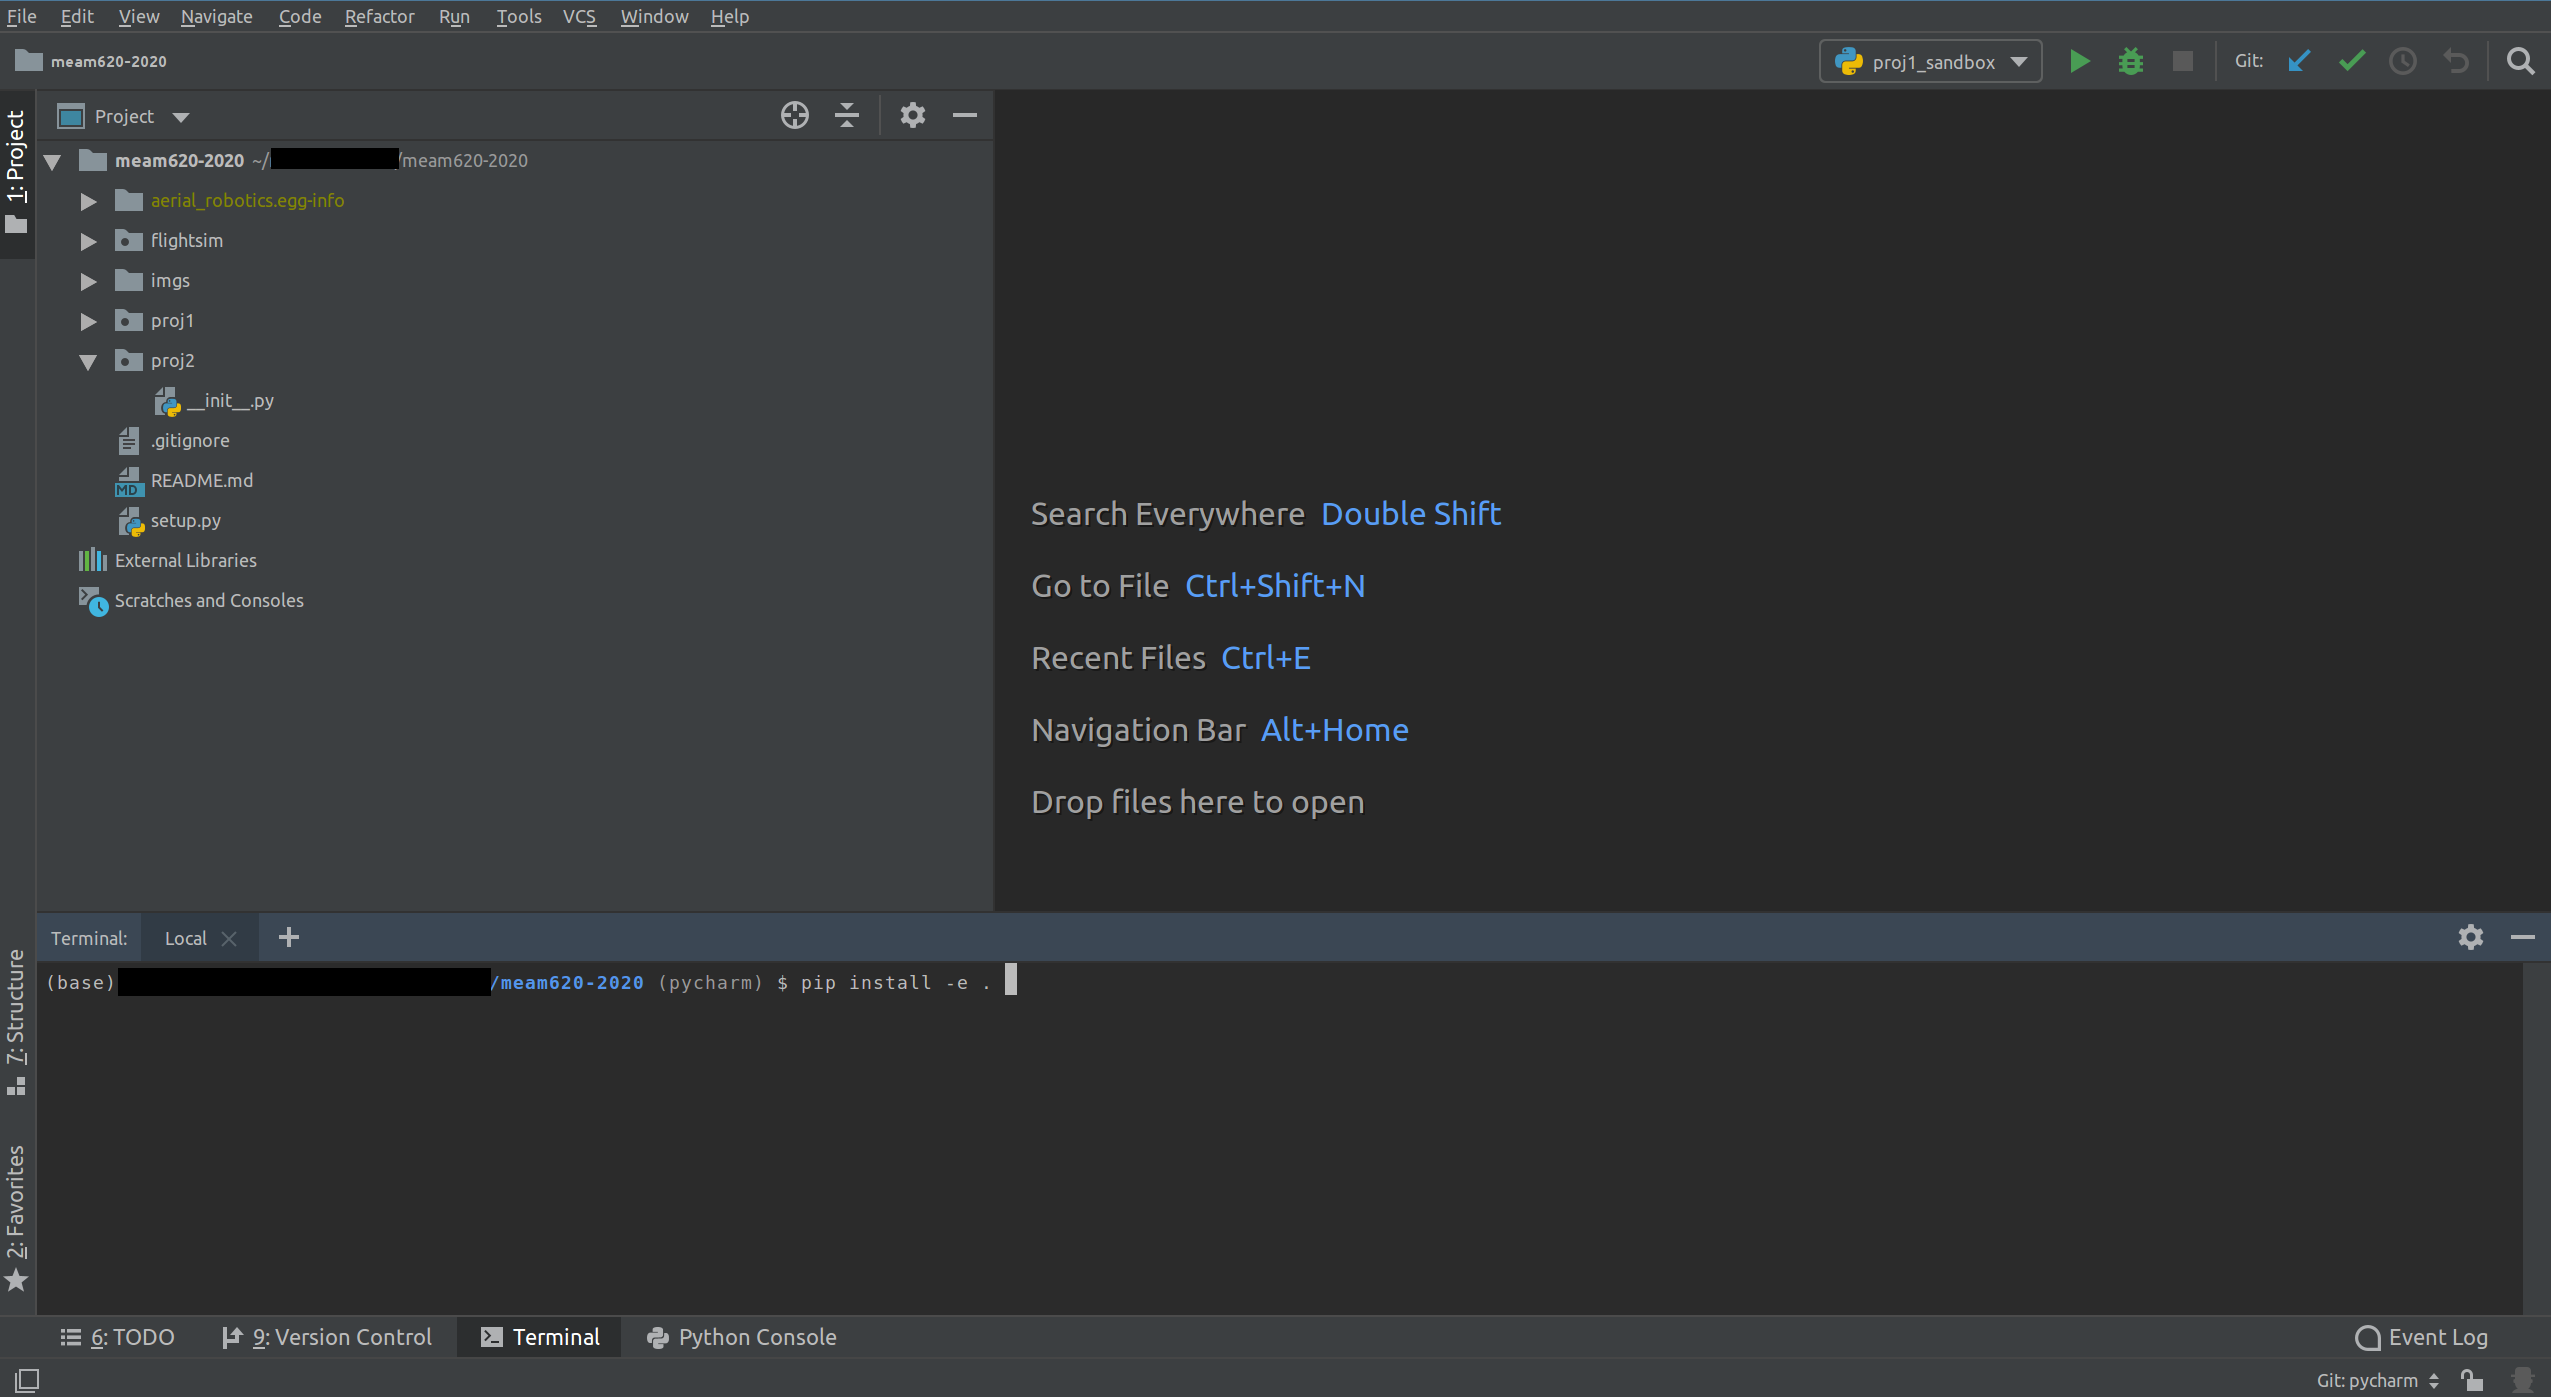 File Edit View Navigate Code Refactor Run Tools VCS Window Help
meam620-2020
proj1_sandbox
Git:
1: Project
Project
meam620-2020 ~/ /meam620-2020
aerial_robotics.egg-info
flightsim
imgs
proj1
proj2
__init__.py
.gitignore
MD README.md
setup.py
External Libraries
Scratches and Consoles
Search Everywhere Double Shift
Go to File Ctrl+Shift+N
Recent Files Ctrl+E
Navigation Bar Alt+Home
Drop files here to open
7: Structure
2: Favorites
Terminal: Local
(base) /meam620-2020 (pycharm) $ pip install -e .
6: TODO 9: Version Control Terminal Python Console Event Log
Git: pycharm